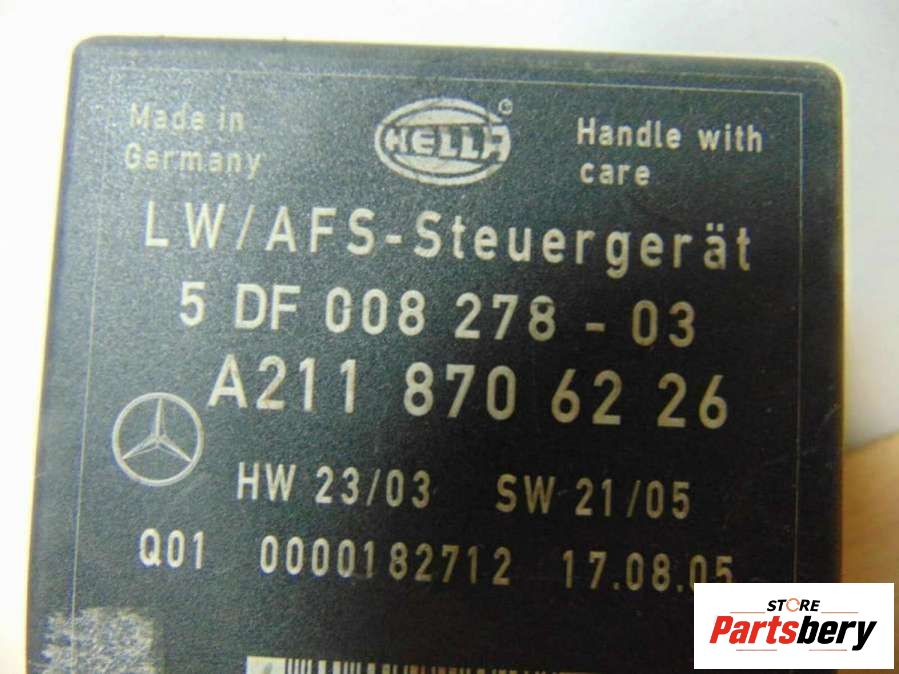 Made in
Germany
HELLA
Handle with
care
LW/AFS-Steuergerät
5 DF 008 278 - 03
A211 870 62 26
HW 23/03 SW 21/05
Q01 0000182712 17.08.05
STORE
Partsbery